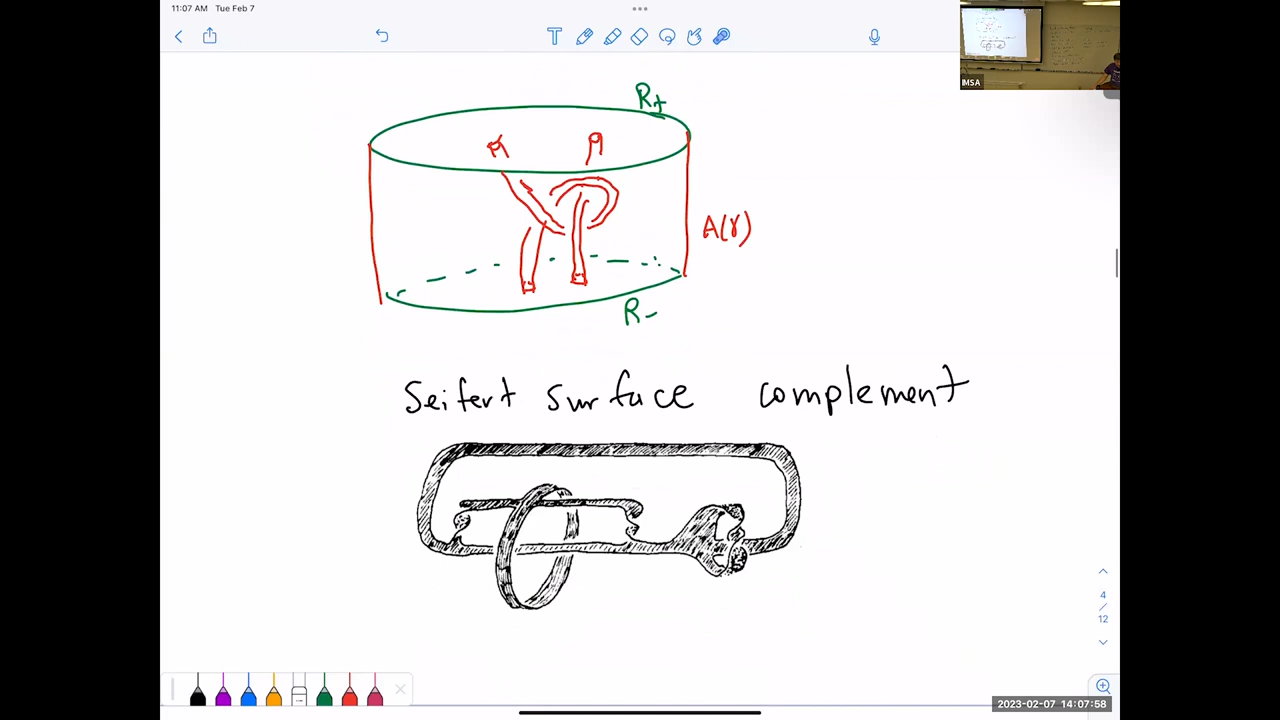 11:07 AM Tue Feb 7
R+
A(γ)
R-
Seifert surface complement
IMSA
4
/
12
2023-02-07 14:07:58